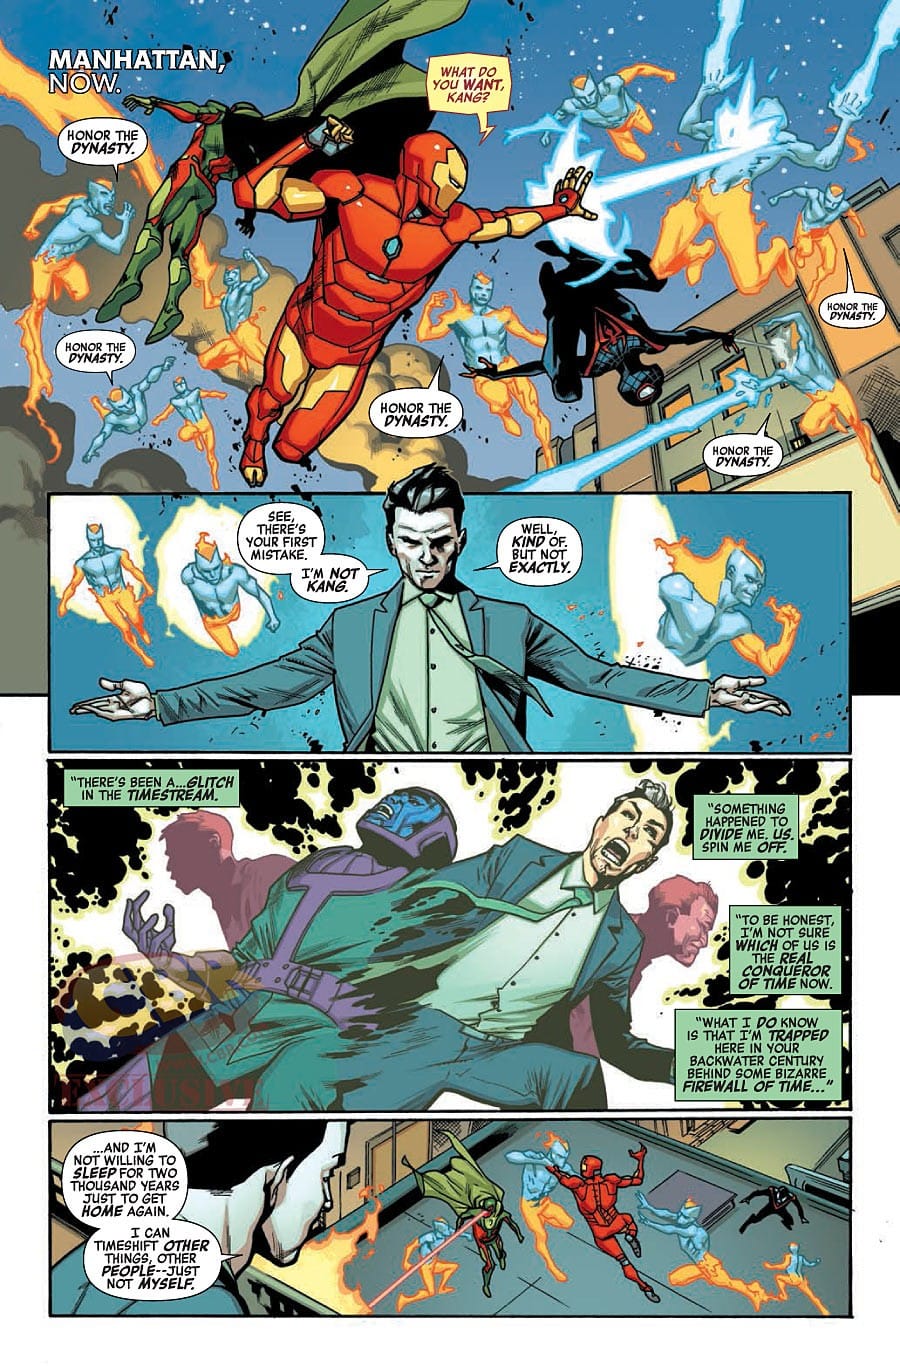 MANHATTAN,
NOW.
WHAT DO
YOU WANT,
KANG?
HONOR THE
DYNASTY.
HONOR THE
DYNASTY.
HONOR THE
DYNASTY.
HONOR THE
DYNASTY.
HONOR THE
DYNASTY.
SEE,
THERE'S
YOUR FIRST
MISTAKE.
I'M NOT
KANG.
WELL,
KIND OF.
BUT NOT
EXACTLY.
"THERE'S BEEN A...GLITCH
IN THE TIMESTREAM.
"SOMETHING
HAPPENED TO
DIVIDE ME. US.
SPIN ME OFF.
"TO BE HONEST,
I'M NOT SURE
WHICH OF US IS
THE REAL
CONQUEROR
OF TIME NOW.
"WHAT I DO KNOW
IS THAT I'M TRAPPED
HERE IN YOUR
BACKWATER CENTURY
BEHIND SOME BIZARRE
FIREWALL OF TIME..."
EXCLUSIVE
...AND I'M
NOT WILLING TO
SLEEP FOR TWO
THOUSAND YEARS
JUST TO GET
HOME AGAIN.
I CAN
TIMESHIFT OTHER
THINGS, OTHER
PEOPLE--JUST
NOT MYSELF.